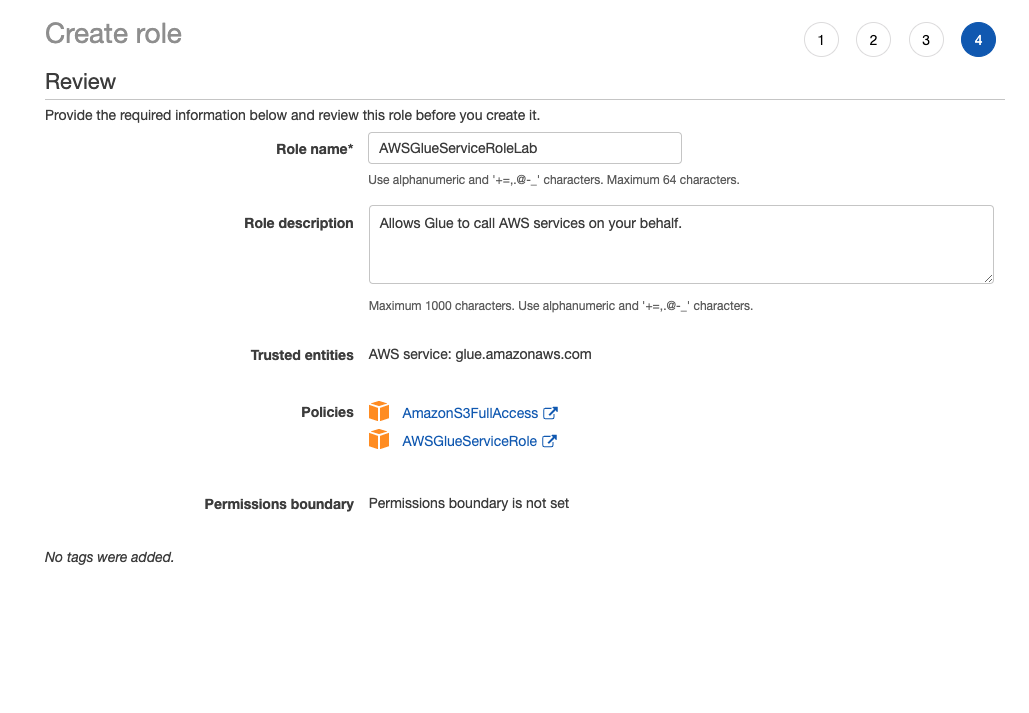 Create role
1 2 3 4
Review
Provide the required information below and review this role before you create it.
Role name* AWSGlueServiceRoleLab
Use alphanumeric and '+=,.@-_' characters. Maximum 64 characters.
Role description Allows Glue to call AWS services on your behalf.
Maximum 1000 characters. Use alphanumeric and '+=,.@-_' characters.
Trusted entities AWS service: glue.amazonaws.com
Policies AmazonS3FullAccess
AWSGlueServiceRole
Permissions boundary Permissions boundary is not set
No tags were added.